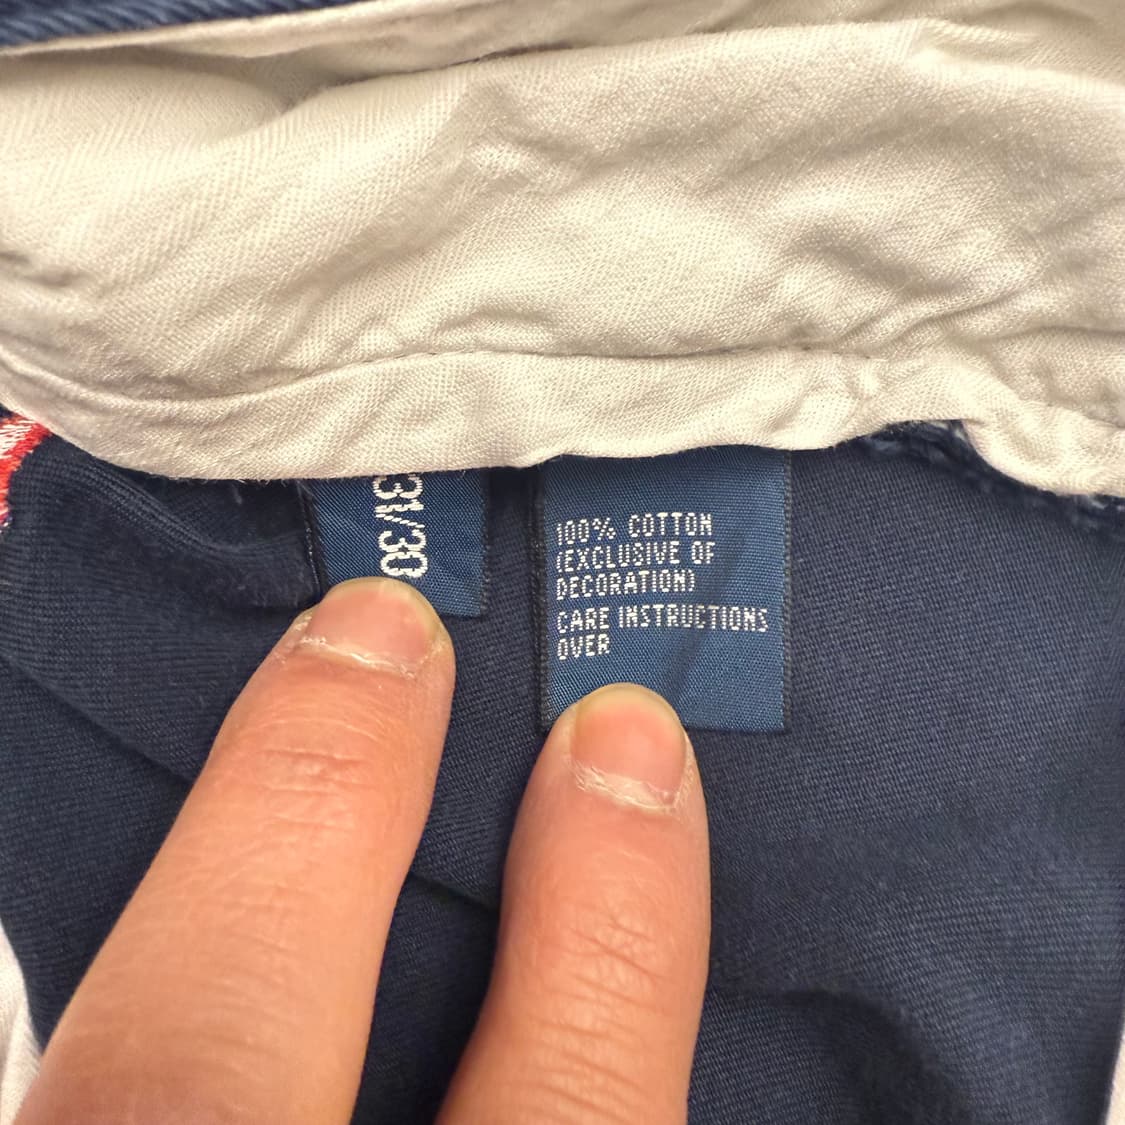 31/30
100% COTTON
(EXCLUSIVE OF
DECORATION)
CARE INSTRUCTIONS
OVER